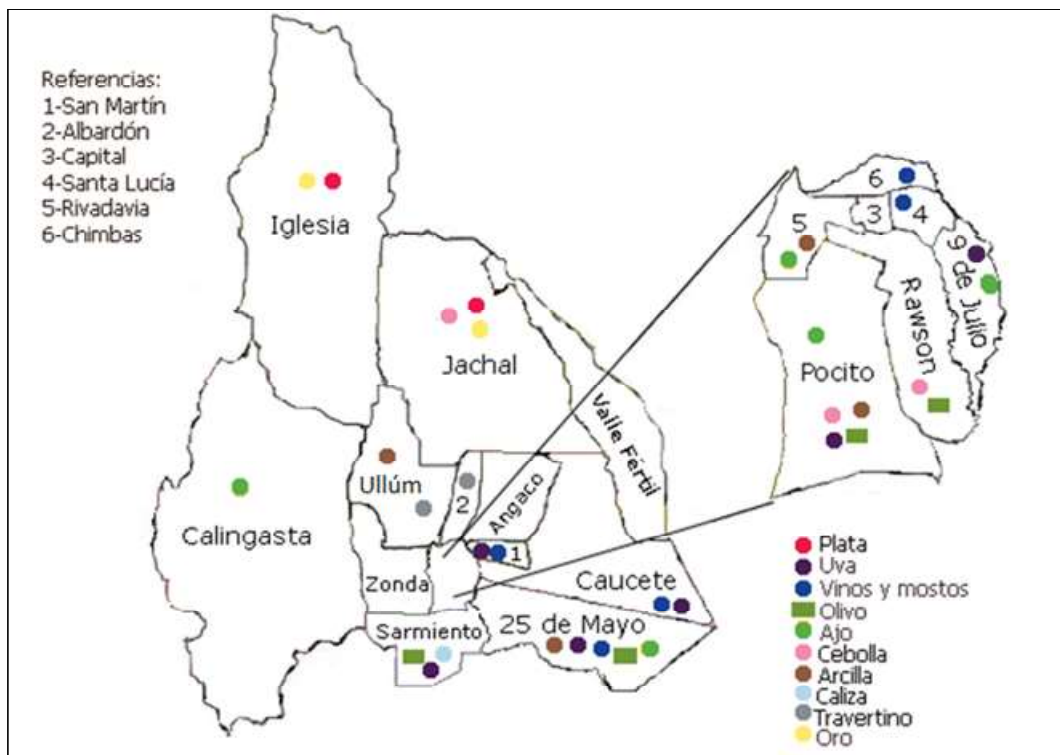 Referencias:
1-San Martín
2-Albardón
3-Capital
4-Santa Lucía
5-Rivadavia
6-Chimbas
Iglesia
Jachal
Valle Fértil
Ullúm
2
Angaco
Calingasta
1
Zonda
Caucete
Sarmiento
25 de Mayo
6
3
4
5
9 de Julio
Rawson
Pocito
Plata
Uva
Vinos y mostos
Olivo
Ajo
Cebolla
Arcilla
Caliza
Travertino
Oro